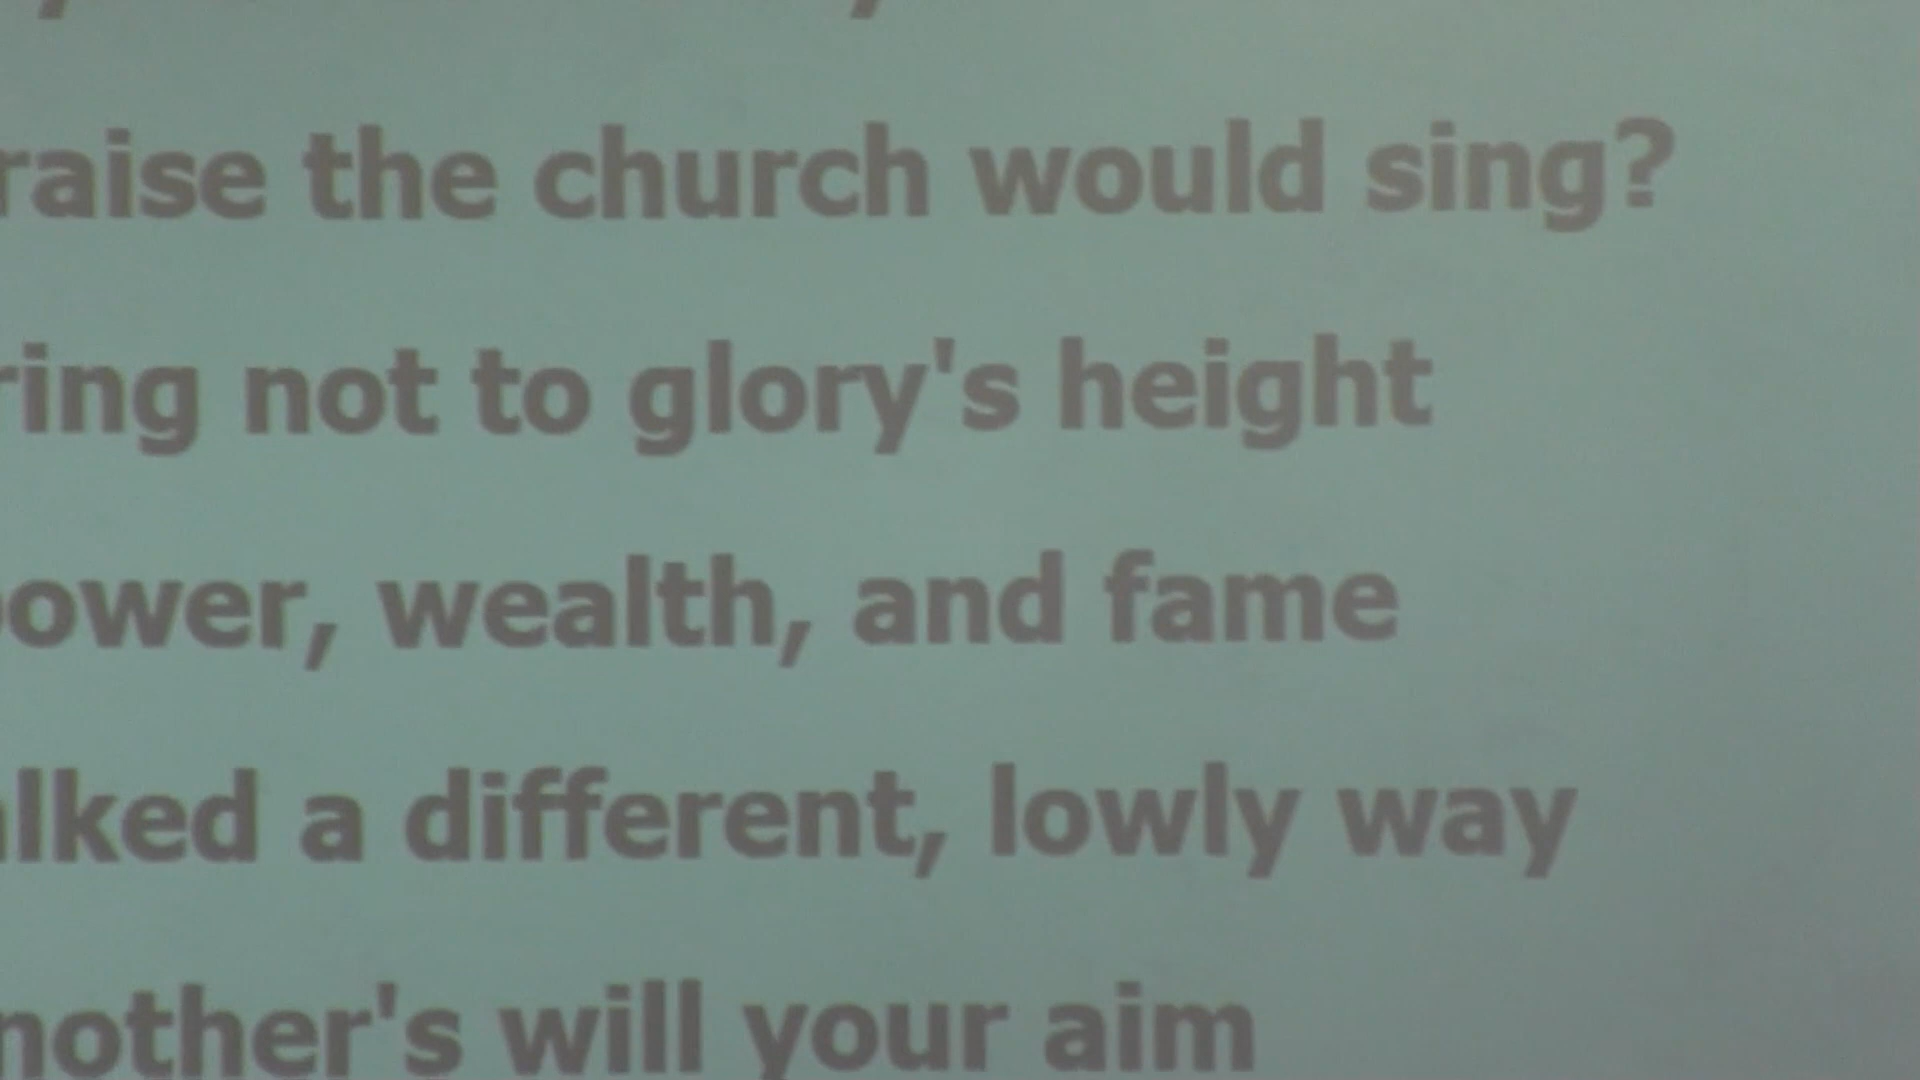 raise the church would sing?
ring not to glory's height
power, wealth, and fame
lked a different, lowly way
nother's will your aim